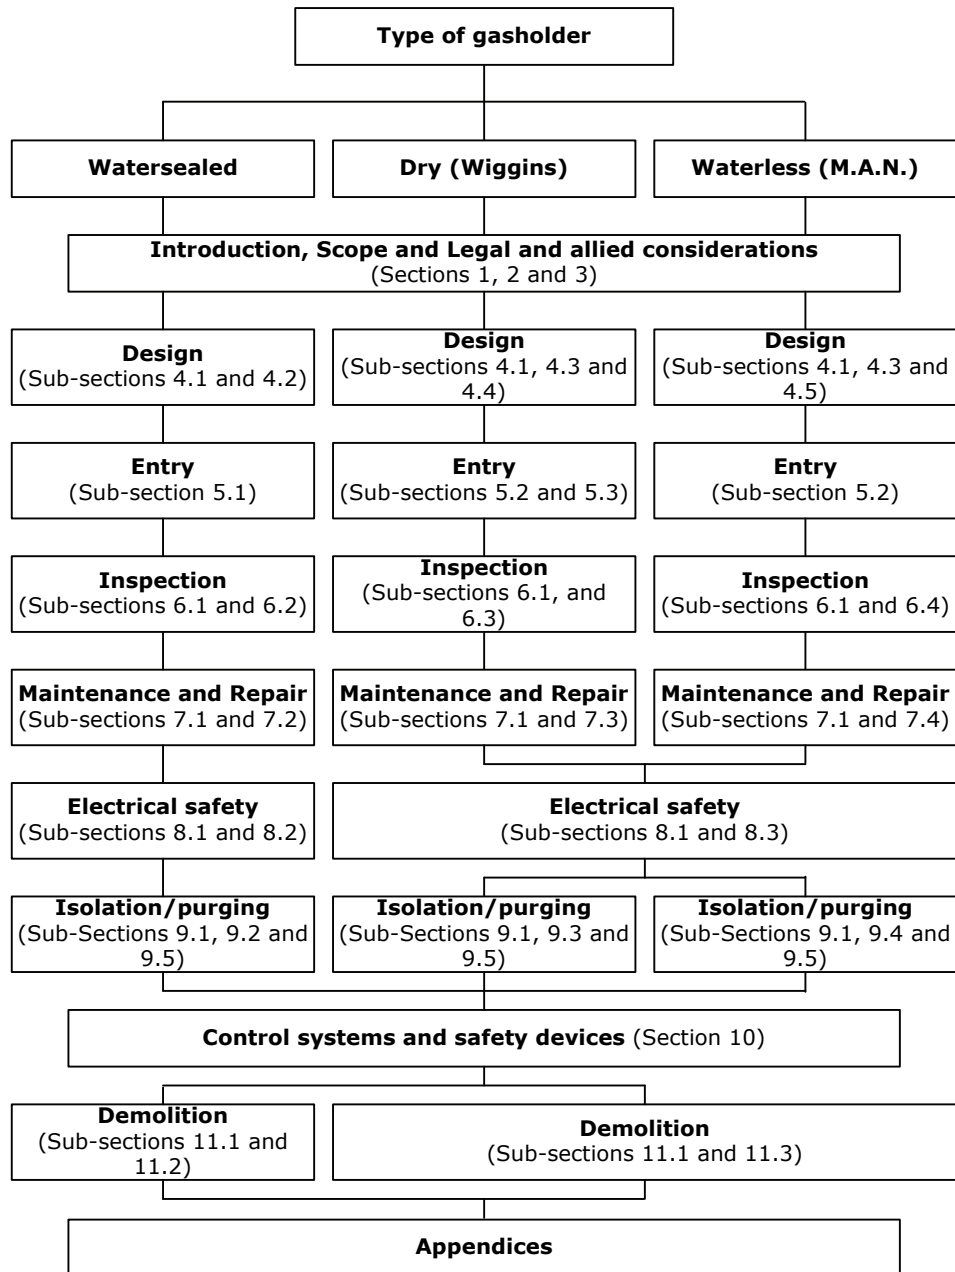 Type of gasholder
Watersealed
Dry (Wiggins)
Waterless (M.A.N.)
Introduction, Scope and Legal and allied considerations
(Sections 1, 2 and 3)
Design
(Sub-sections 4.1 and 4.2)
Design
(Sub-sections 4.1, 4.3 and
4.4)
Design
(Sub-sections 4.1, 4.3 and
4.5)
Entry
(Sub-section 5.1)
Entry
(Sub-sections 5.2 and 5.3)
Entry
(Sub-section 5.2)
Inspection
(Sub-sections 6.1 and 6.2)
Inspection
(Sub-sections 6.1, and
6.3)
Inspection
(Sub-sections 6.1 and 6.4)
Maintenance and Repair
(Sub-sections 7.1 and 7.2)
Maintenance and Repair
(Sub-sections 7.1 and 7.3)
Maintenance and Repair
(Sub-sections 7.1 and 7.4)
Electrical safety
(Sub-sections 8.1 and 8.2)
Electrical safety
(Sub-sections 8.1 and 8.3)
Isolation/purging
(Sub-Sections 9.1, 9.2 and
9.5)
Isolation/purging
(Sub-Sections 9.1, 9.3 and
9.5)
Isolation/purging
(Sub-Sections 9.1, 9.4 and
9.5)
Control systems and safety devices (Section 10)
Demolition
(Sub-sections 11.1 and
11.2)
Demolition
(Sub-sections 11.1 and 11.3)
Appendices